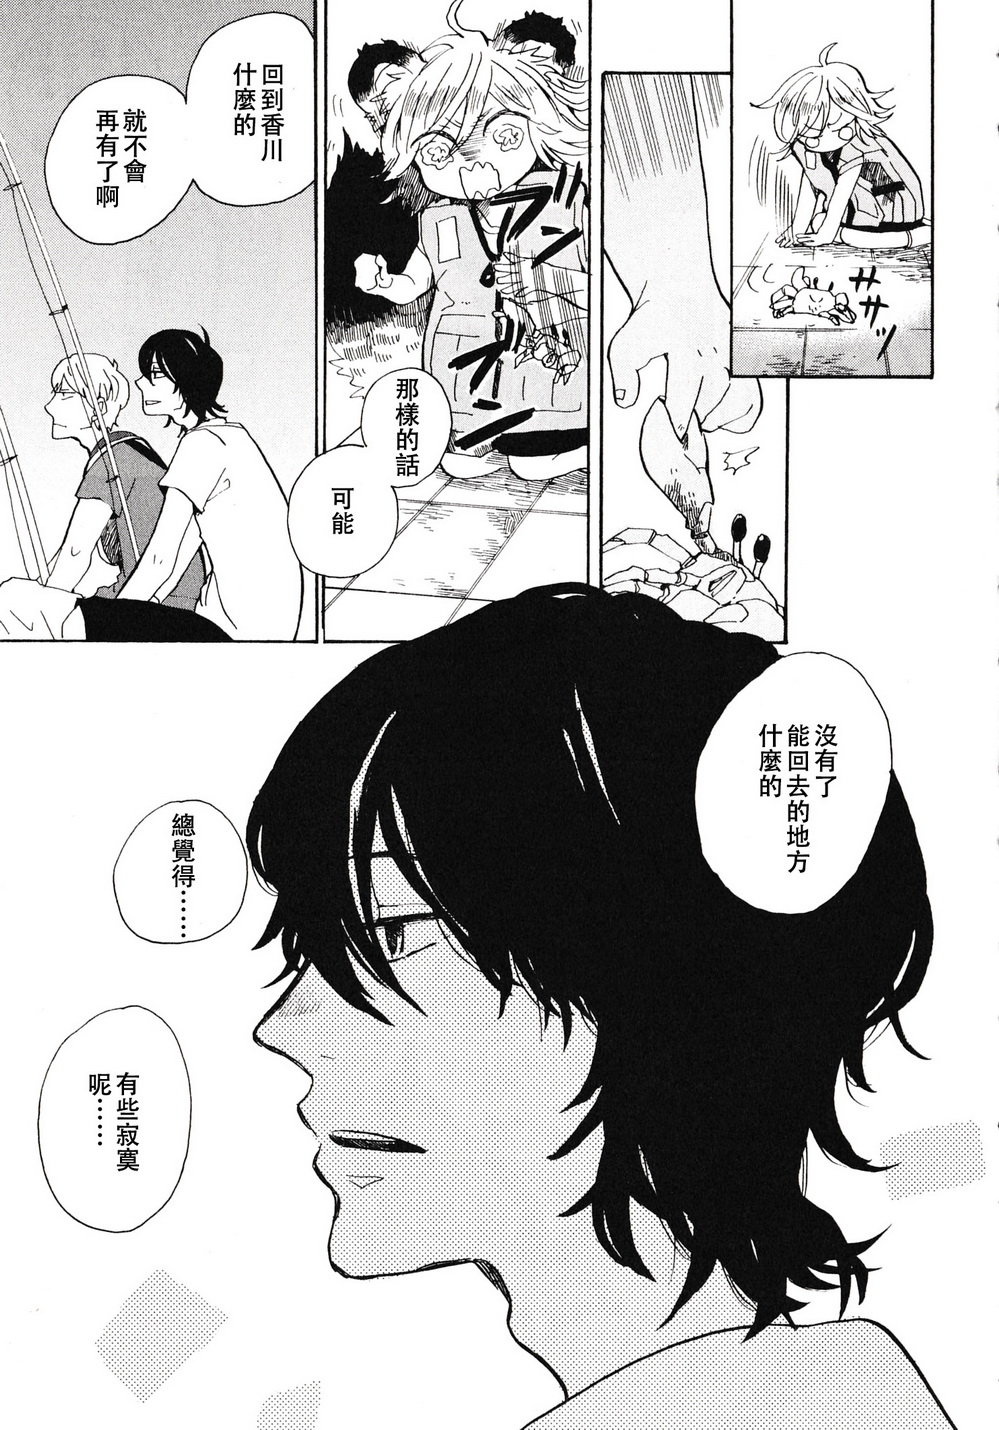 ササッ
那樣的話
可能
回到香川
什麼的
就不會
再有了啊
沒有了
能回去的地方
什麼的
總覺得……
有些寂寞
呢……